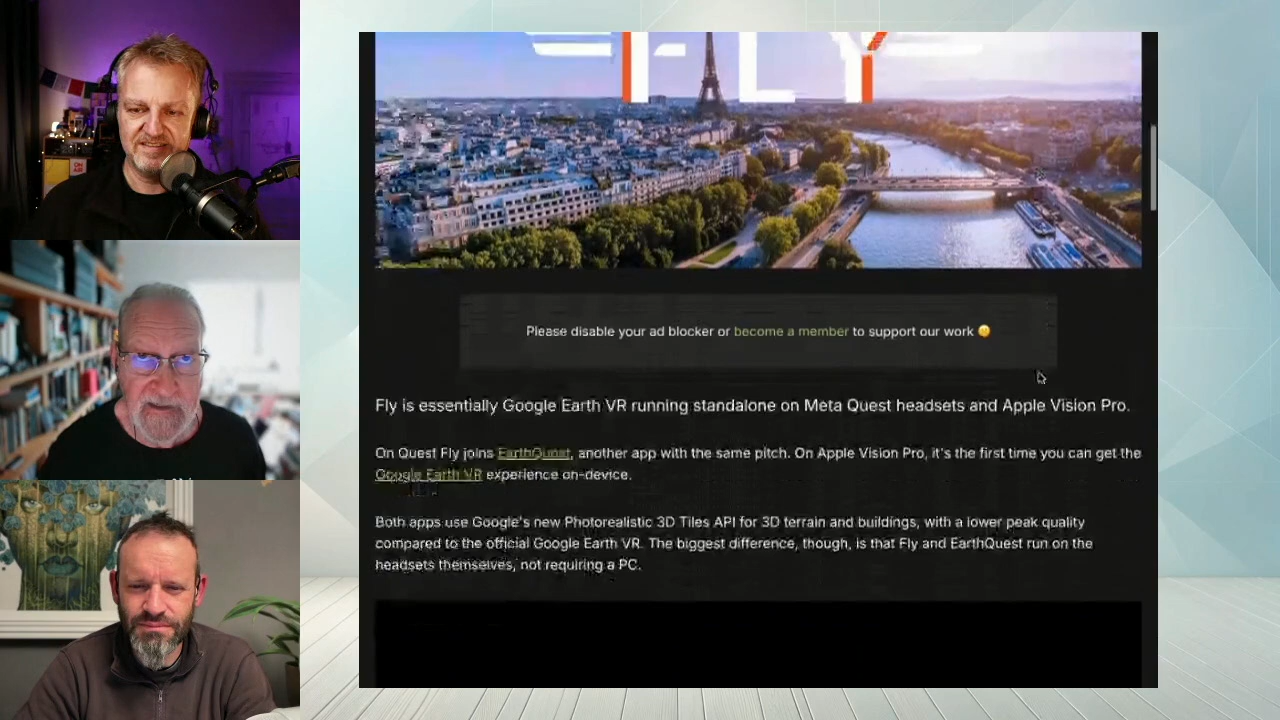 FLY
Please disable your ad blocker or become a member to support our work 😕
Fly is essentially Google Earth VR running standalone on Meta Quest headsets and Apple Vision Pro.
On Quest Fly joins EarthQuest, another app with the same pitch. On Apple Vision Pro, it's the first time you can get the
Google Earth VR experience on-device.
Both apps use Google's new Photorealistic 3D Tiles API for 3D terrain and buildings, with a lower peak quality
compared to the official Google Earth VR. The biggest difference, though, is that Fly and EarthQuest run on the
headsets themselves, not requiring a PC.